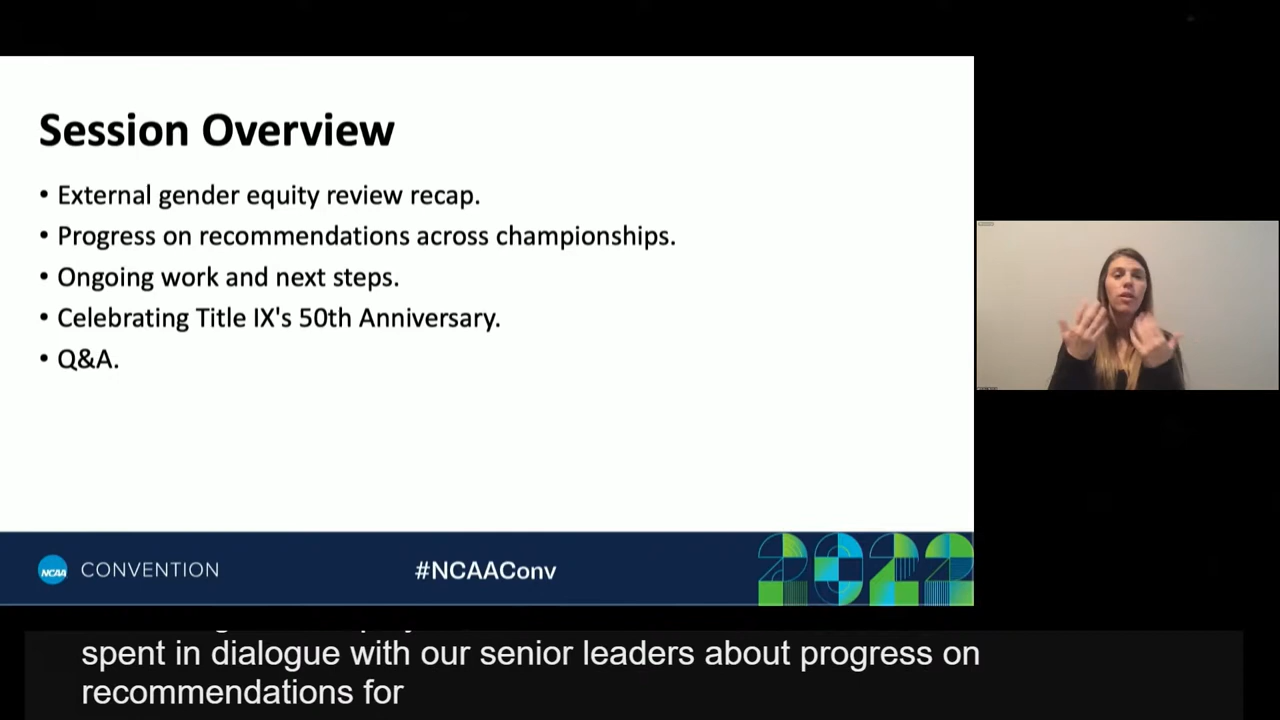 Session Overview
• External gender equity review recap.
• Progress on recommendations across championships.
• Ongoing work and next steps.
• Celebrating Title IX's 50th Anniversary.
• Q&A.
NCAA CONVENTION
#NCAAConv
2022
spent in dialogue with our senior leaders about progress on
recommendations for